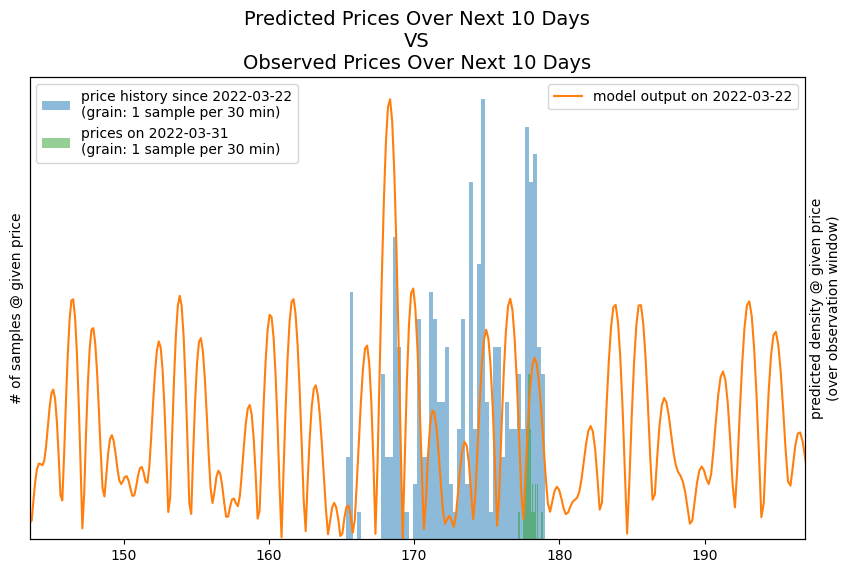 Predicted Prices Over Next 10 Days
VS
Observed Prices Over Next 10 Days
price history since 2022-03-22
(grain: 1 sample per 30 min)
prices on 2022-03-31
(grain: 1 sample per 30 min)
model output on 2022-03-22
# of samples @ given price
predicted density @ given price
(over observation window)
150 160 170 180 190